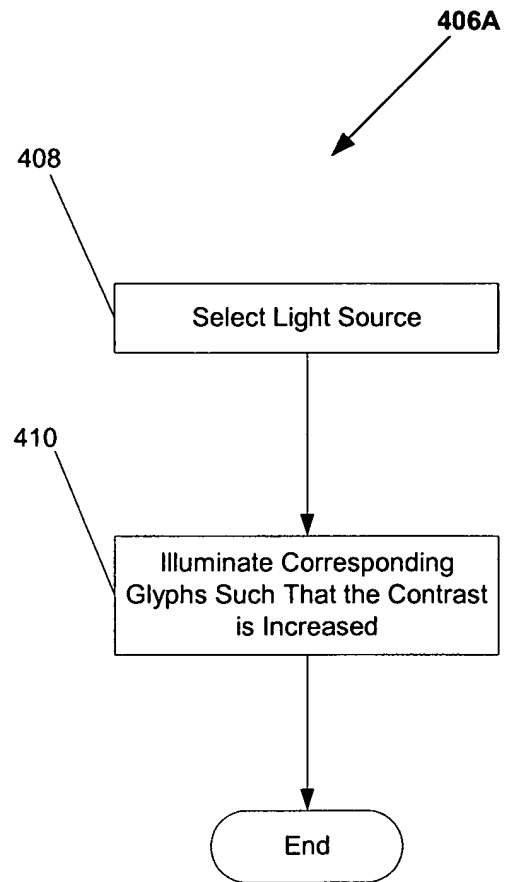 406A
408
Select Light Source
410
Illuminate Corresponding
Glyphs Such That the Contrast
is Increased
End